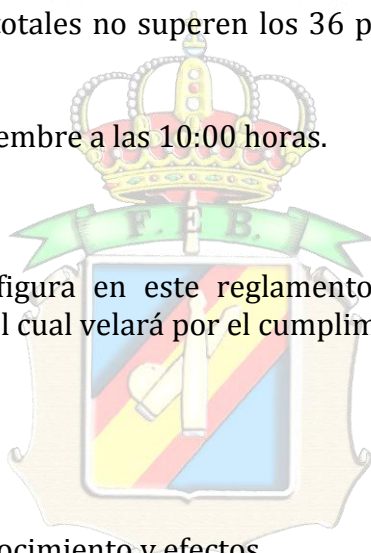 totales no superen los 36 p
embre a las 10:00 horas.
F. E. B.
figura en este reglamento
l cual velará por el cumplim
ocimiento y efectos